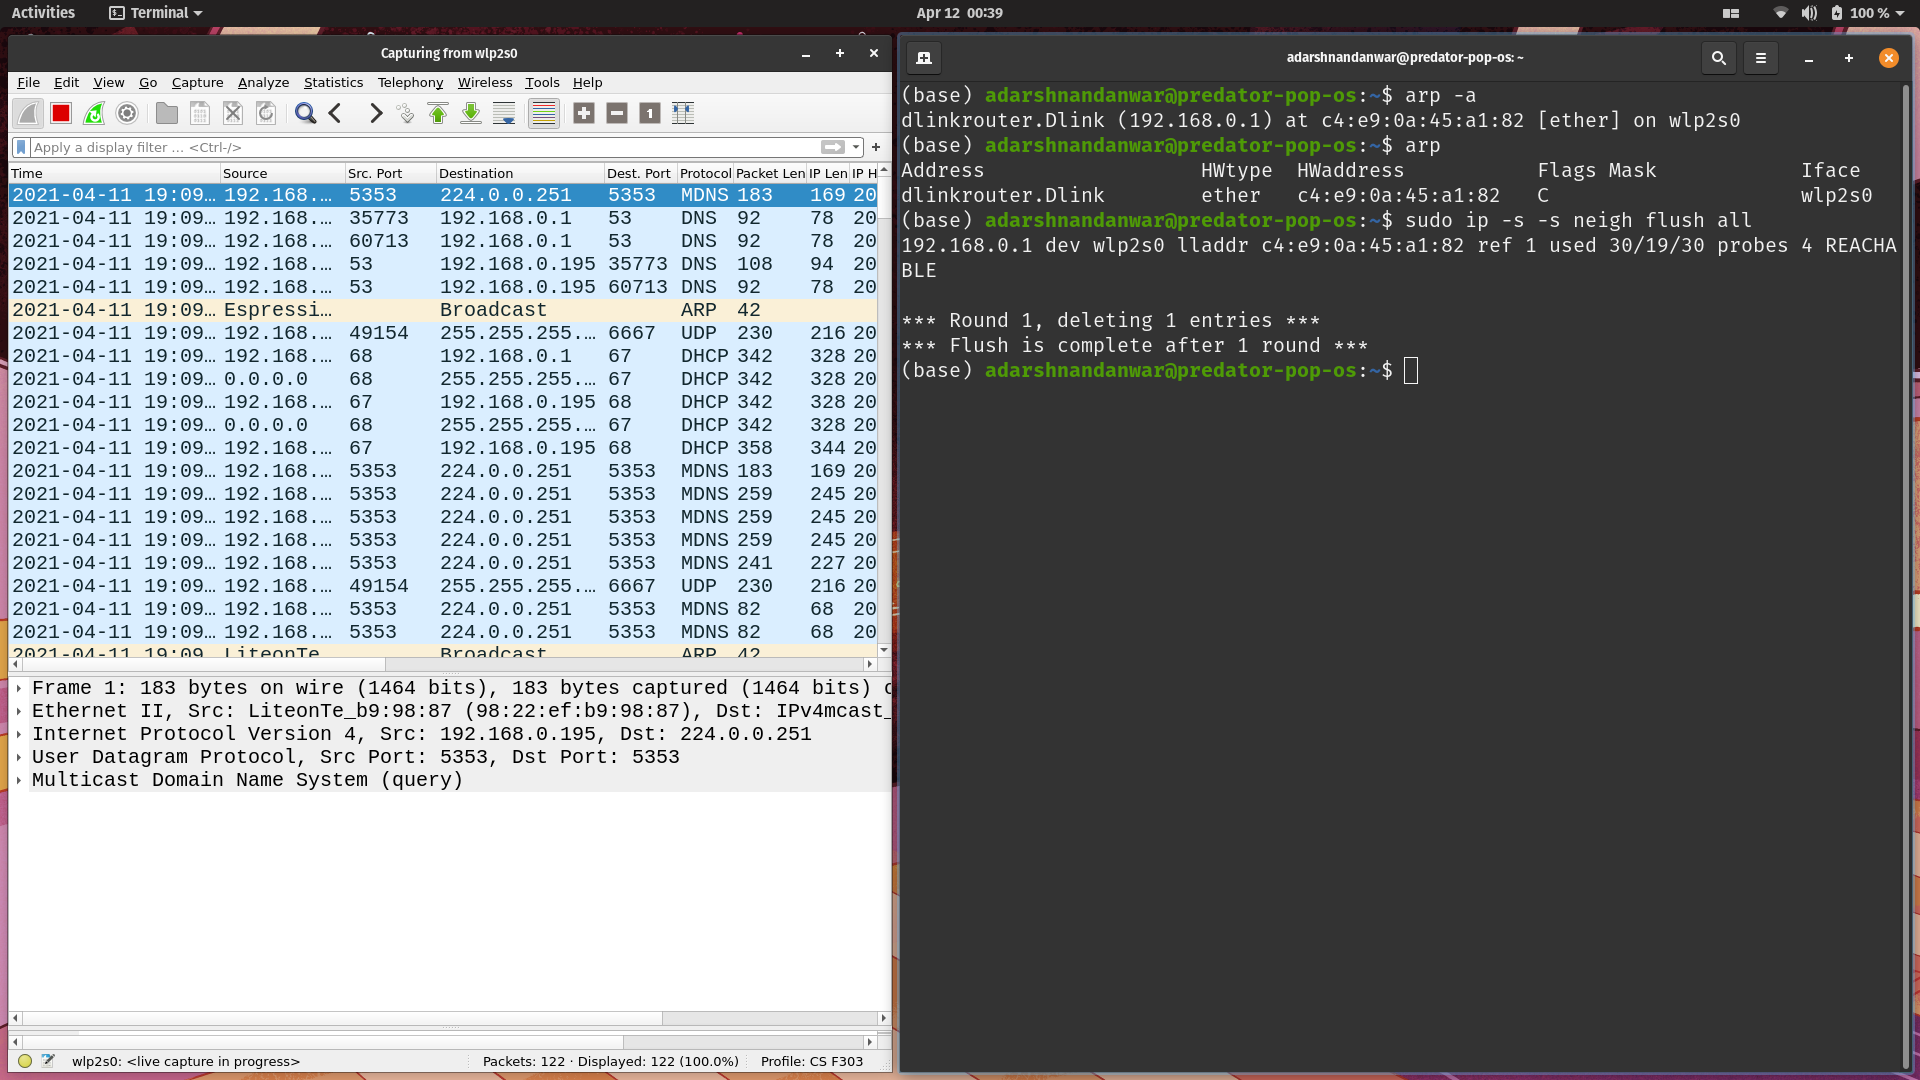 Activities Terminal Apr 12 00:39 100 %
Capturing from wlp2s0
File Edit View Go Capture Analyze Statistics Telephony Wireless Tools Help
Apply a display filter … <Ctrl-/>
Time Source Src. Port Destination Dest. Port Protocol Packet Len IP Len IP H
2021-04-11 19:09… 192.168.… 5353 224.0.0.251 5353 MDNS 183 169 20
2021-04-11 19:09… 192.168.… 35773 192.168.0.1 53 DNS 92 78 20
2021-04-11 19:09… 192.168.… 60713 192.168.0.1 53 DNS 92 78 20
2021-04-11 19:09… 192.168.… 53 192.168.0.195 35773 DNS 108 94 20
2021-04-11 19:09… 192.168.… 53 192.168.0.195 60713 DNS 92 78 20
2021-04-11 19:09… Espressi… Broadcast ARP 42
2021-04-11 19:09… 192.168.… 49154 255.255.255.… 6667 UDP 230 216 20
2021-04-11 19:09… 192.168.… 68 192.168.0.1 67 DHCP 342 328 20
2021-04-11 19:09… 0.0.0.0 68 255.255.255.… 67 DHCP 342 328 20
2021-04-11 19:09… 192.168.… 67 192.168.0.195 68 DHCP 342 328 20
2021-04-11 19:09… 0.0.0.0 68 255.255.255.… 67 DHCP 342 328 20
2021-04-11 19:09… 192.168.… 67 192.168.0.195 68 DHCP 358 344 20
2021-04-11 19:09… 192.168.… 5353 224.0.0.251 5353 MDNS 183 169 20
2021-04-11 19:09… 192.168.… 5353 224.0.0.251 5353 MDNS 259 245 20
2021-04-11 19:09… 192.168.… 5353 224.0.0.251 5353 MDNS 259 245 20
2021-04-11 19:09… 192.168.… 5353 224.0.0.251 5353 MDNS 259 245 20
2021-04-11 19:09… 192.168.… 5353 224.0.0.251 5353 MDNS 241 227 20
2021-04-11 19:09… 192.168.… 49154 255.255.255.… 6667 UDP 230 216 20
2021-04-11 19:09… 192.168.… 5353 224.0.0.251 5353 MDNS 82 68 20
2021-04-11 19:09… 192.168.… 5353 224.0.0.251 5353 MDNS 82 68 20
2021-04-11 19:09… LiteonTe… Broadcast ARP 42
Frame 1: 183 bytes on wire (1464 bits), 183 bytes captured (1464 bits) o
Ethernet II, Src: LiteonTe_b9:98:87 (98:22:ef:b9:98:87), Dst: IPv4mcast_
Internet Protocol Version 4, Src: 192.168.0.195, Dst: 224.0.0.251
User Datagram Protocol, Src Port: 5353, Dst Port: 5353
Multicast Domain Name System (query)
wlp2s0: <live capture in progress> Packets: 122 · Displayed: 122 (100.0%) Profile: CS F303
adarshnandanwar@predator-pop-os: ~
(base) adarshnandanwar@predator-pop-os:~$ arp -a
dlinkrouter.Dlink (192.168.0.1) at c4:e9:0a:45:a1:82 [ether] on wlp2s0
(base) adarshnandanwar@predator-pop-os:~$ arp
Address HWtype HWaddress Flags Mask Iface
dlinkrouter.Dlink ether c4:e9:0a:45:a1:82 C wlp2s0
(base) adarshnandanwar@predator-pop-os:~$ sudo ip -s -s neigh flush all
192.168.0.1 dev wlp2s0 lladdr c4:e9:0a:45:a1:82 ref 1 used 30/19/30 probes 4 REACHA
BLE
*** Round 1, deleting 1 entries ***
*** Flush is complete after 1 round ***
(base) adarshnandanwar@predator-pop-os:~$